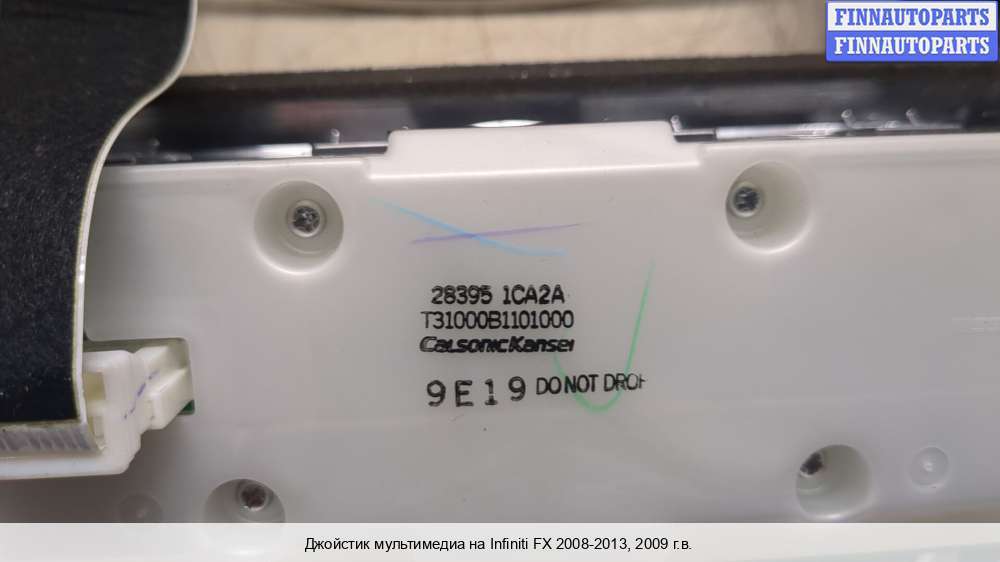 FINNAUTOPARTS
FINNAUTOPARTS
28395 1CA2A
T31000B1101000
CalsonicKansei
9E19 DO NOT DROP
Джойстик мультимедиа на Infiniti FX 2008-2013, 2009 г.в.